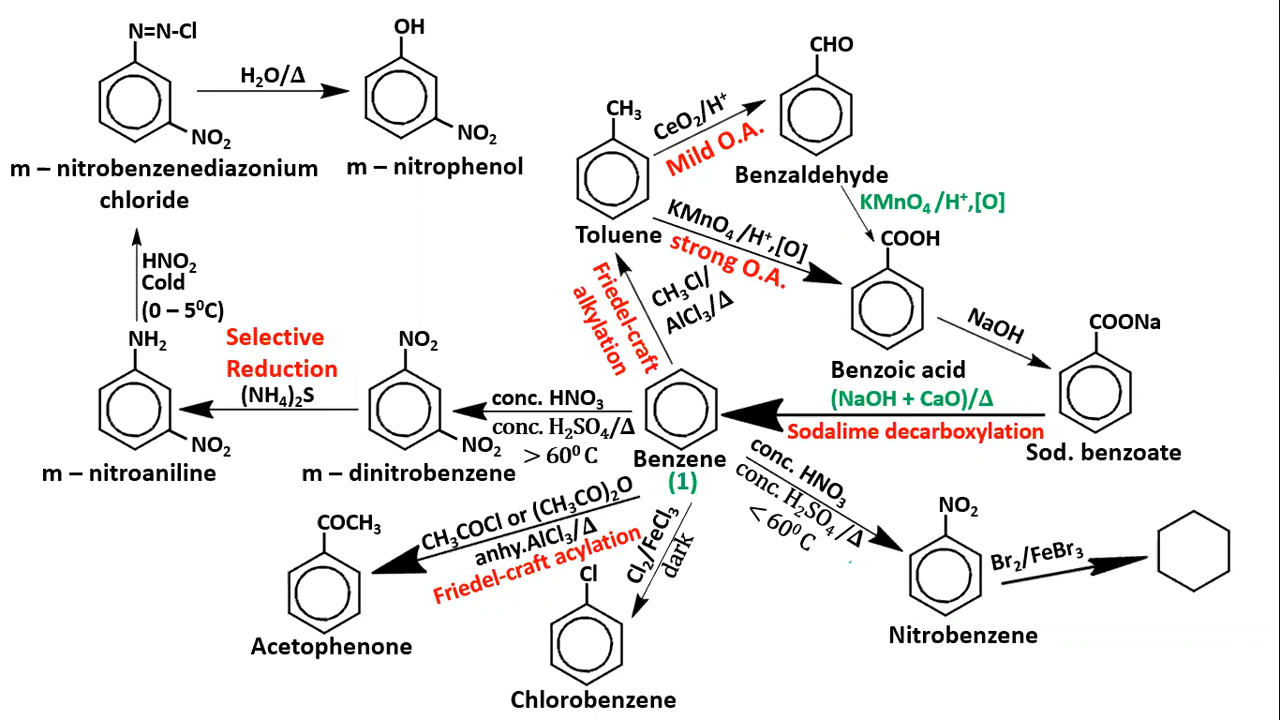 N=N-Cl
NO₂
m – nitrobenzenediazonium
chloride
H₂O/Δ
OH
NO₂
m – nitrophenol
HNO₂
Cold
(0 – 5⁰C)
NH₂
NO₂
m – nitroaniline
Selective
Reduction
(NH₄)₂S
NO₂
NO₂
m – dinitrobenzene
conc. HNO₃
conc. H₂SO₄/Δ
> 60⁰ C
Benzene
(1)
CH₃
Toluene
Friedel-craft
alkylation
CH₃Cl/
AlCl₃/Δ
CeO₂/H⁺
Mild O.A.
CHO
Benzaldehyde
KMnO₄ /H⁺,[O]
KMnO₄ /H⁺,[O]
strong O.A.
COOH
Benzoic acid
NaOH
COONa
Sod. benzoate
(NaOH + CaO)/Δ
Sodalime decarboxylation
CH₃COCl or (CH₃CO)₂O
anhy.AlCl₃/Δ
Friedel-craft acylation
COCH₃
Acetophenone
Cl₂/FeCl₃
dark
Cl
Chlorobenzene
conc. HNO₃
conc. H₂SO₄ /Δ
< 60⁰C
NO₂
Nitrobenzene
Br₂/FeBr₃